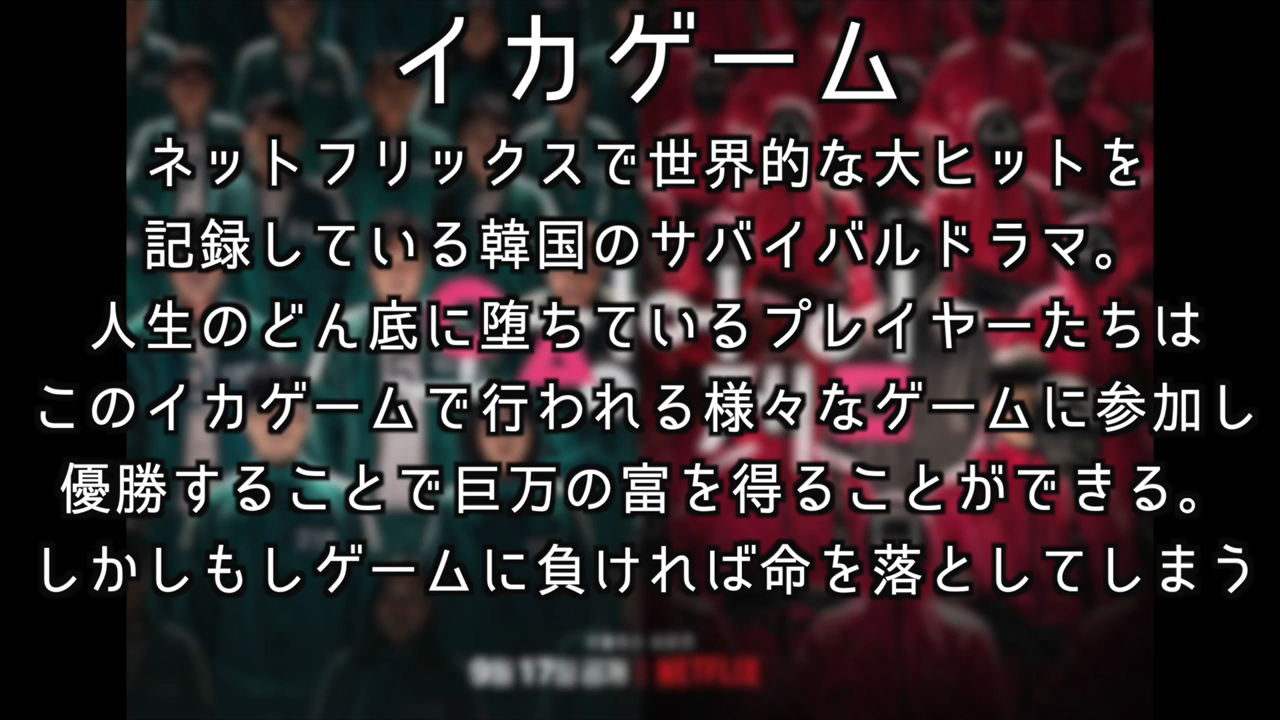 イカゲーム
ネットフリックスで世界的な大ヒットを
記録している韓国のサバイバルドラマ。
人生のどん底に堕ちているプレイヤーたちは
このイカゲームで行われる様々なゲームに参加し
優勝することで巨万の富を得ることができる。
しかしもしゲームに負ければ命を落としてしまう
NETFLIX